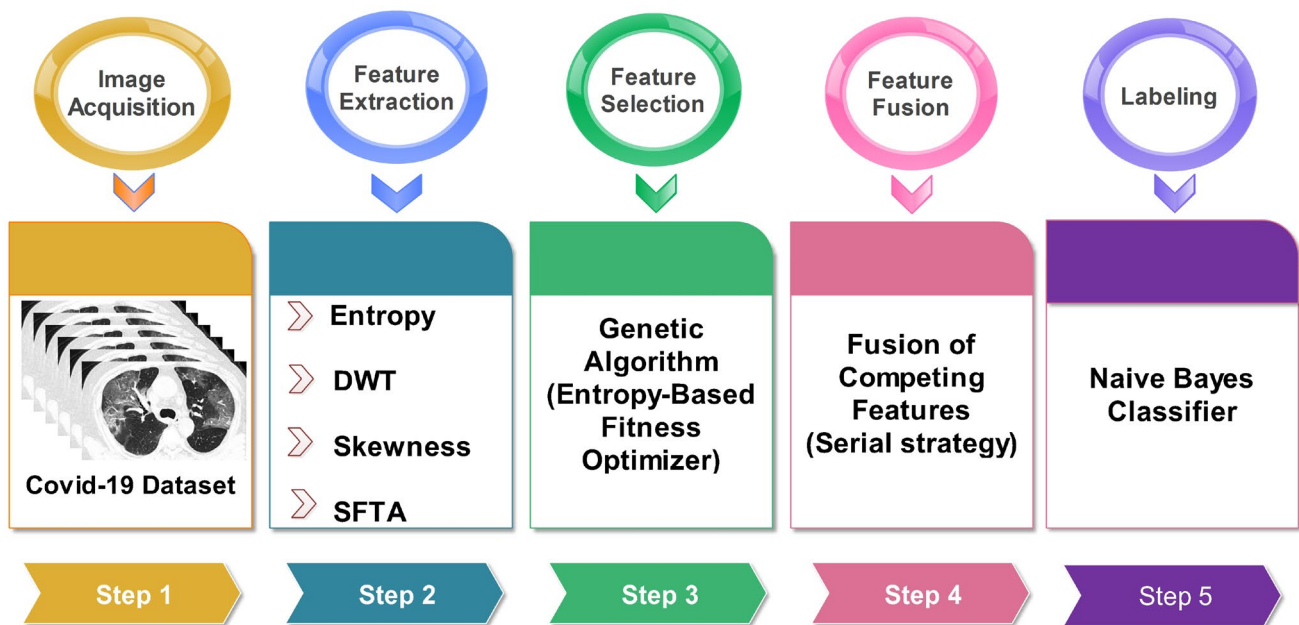 Image
Acquisition
Feature
Extraction
Feature
Selection
Feature
Fusion
Labeling
Covid-19 Dataset
Entropy
DWT
Skewness
SFTA
Genetic
Algorithm
(Entropy-Based
Fitness
Optimizer)
Fusion of
Competing
Features
(Serial strategy)
Naive Bayes
Classifier
Step 1
Step 2
Step 3
Step 4
Step 5